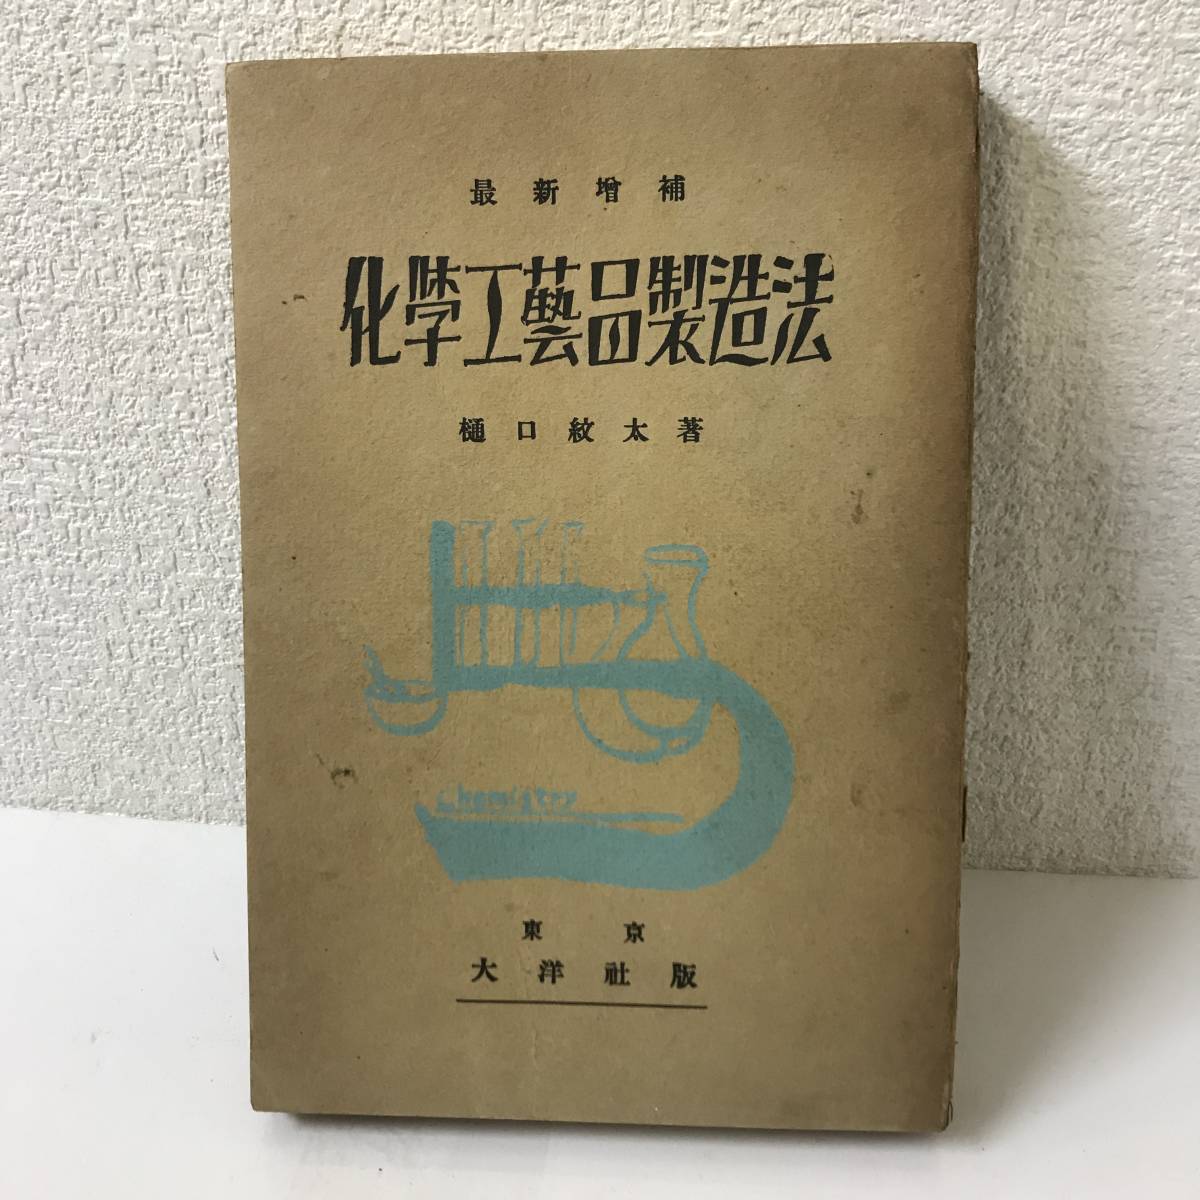 最新增補
化學工藝品製造法
樋口紋太著
Chemistry
東京
大洋社版